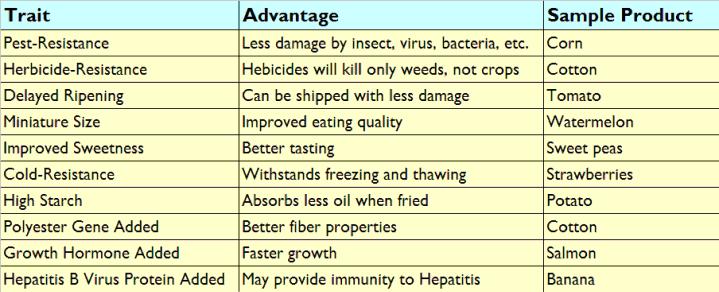 Trait Advantage Sample Product
Pest-Resistance Less damage by insect, virus, bacteria, etc. Corn
Herbicide-Resistance Hebicides will kill only weeds, not crops Cotton
Delayed Ripening Can be shipped with less damage Tomato
Miniature Size Improved eating quality Watermelon
Improved Sweetness Better tasting Sweet peas
Cold-Resistance Withstands freezing and thawing Strawberries
High Starch Absorbs less oil when fried Potato
Polyester Gene Added Better fiber properties Cotton
Growth Hormone Added Faster growth Salmon
Hepatitis B Virus Protein Added May provide immunity to Hepatitis Banana